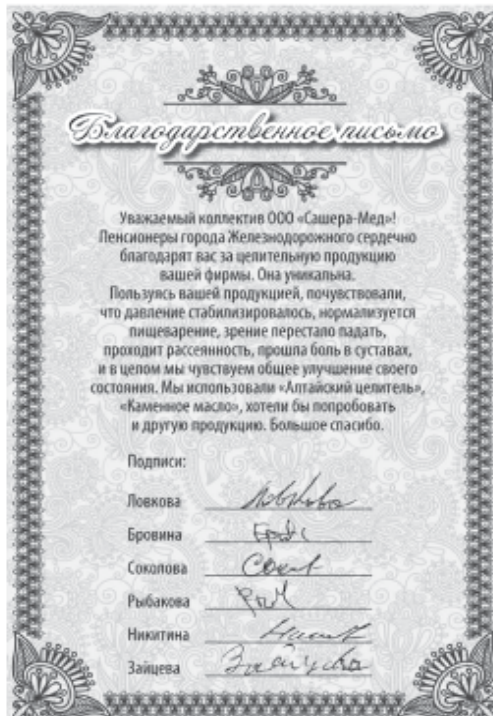 Благодарственное письмо
Уважаемый коллектив ООО «Сашера-Мед»!
Пенсионеры города Железнодорожного сердечно
благодарят вас за целительную продукцию
вашей фирмы. Она уникальна.
Пользуясь вашей продукцией, почувствовали,
что давление стабилизировалось, нормализуется
пищеварение, зрение перестало падать,
проходит рассеянность, прошла боль в суставах,
и в целом мы чувствуем общее улучшение своего
состояния. Мы использовали «Алтайский целитель»,
«Каменное масло», хотели бы попробовать
и другую продукцию. Большое спасибо.
Подписи:
Ловкова
Бровина
Соколова
Рыбакова
Никитина
Зайцева